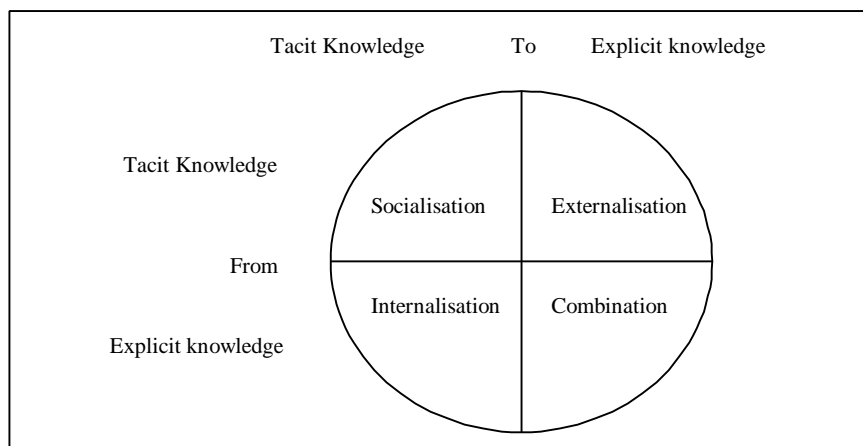 Tacit Knowledge To Explicit knowledge
Tacit Knowledge
Socialisation Externalisation
From
Internalisation Combination
Explicit knowledge